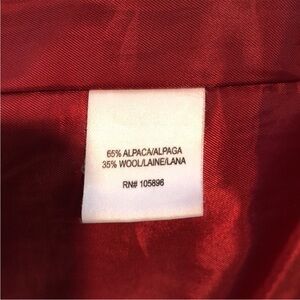 65% ALPACA/ALPAGA
35% WOOL/LAINE/LANA
RN# 105896